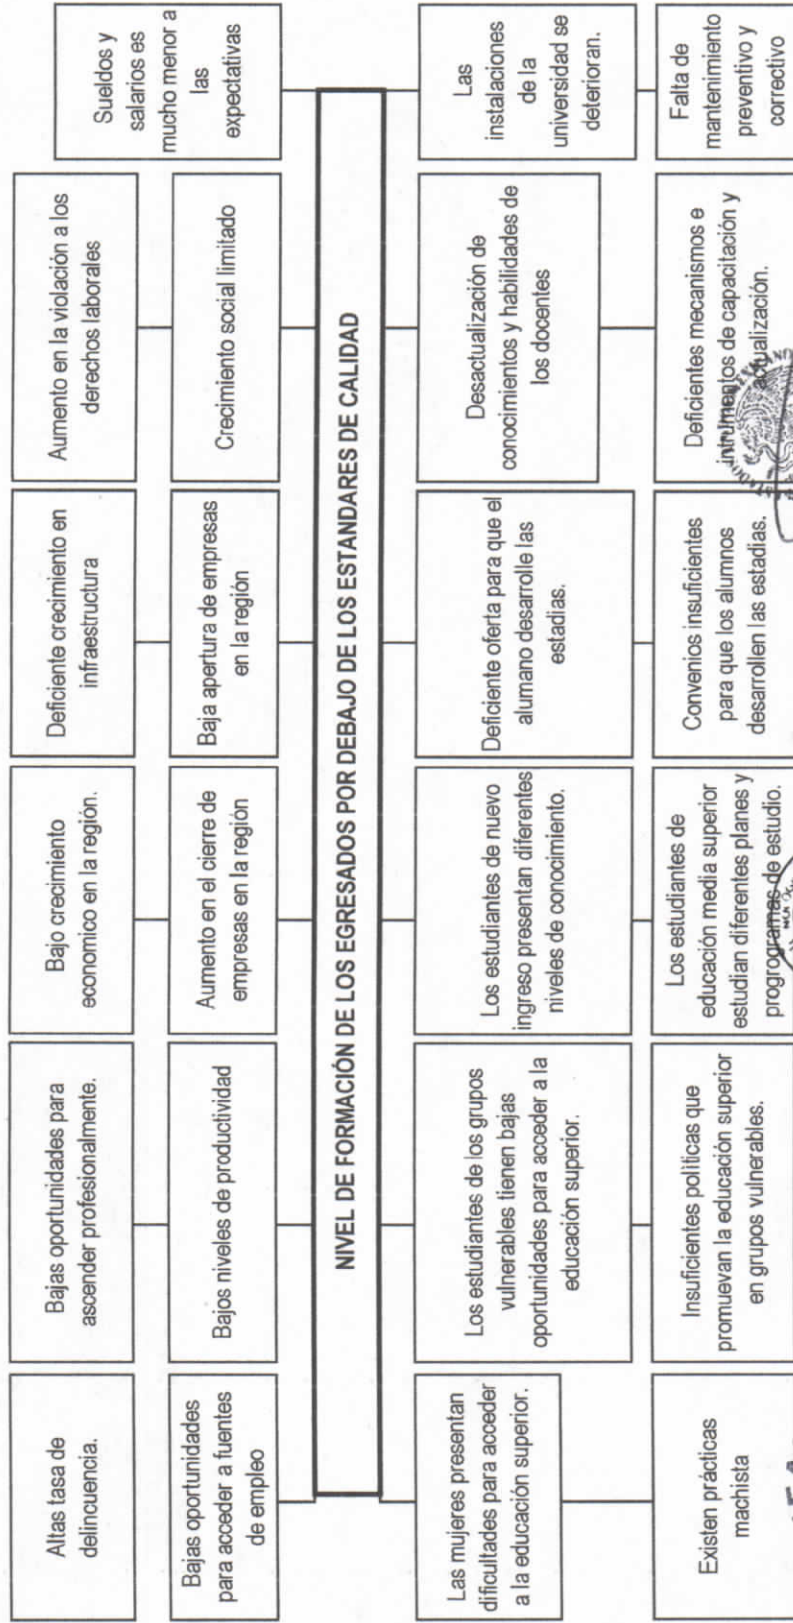 Altas tasa de
delincuencia.
Bajas oportunidades para
ascender profesionalmente.
Bajo crecimiento
economico en la región.
Deficiente crecimiento en
infraestructura
Aumento en la violación a los
derechos laborales
Sueldos y
salarios es
mucho menor a
las
expectativas
Bajas oportunidades
para acceder a fuentes
de empleo
Bajos niveles de productividad
Aumento en el cierre de
empresas en la región
Baja apertura de empresas
en la región
Crecimiento social limitado
NIVEL DE FORMACIÓN DE LOS EGRESADOS POR DEBAJO DE LOS ESTANDARES DE CALIDAD
Las mujeres presentan
dificultades para acceder
a la educación superior.
Los estudiantes de los grupos
vulnerables tienen bajas
oportunidades para acceder a la
educación superior.
Los estudiantes de nuevo
ingreso presentan diferentes
niveles de conocimiento.
Deficiente oferta para que el
alumano desarrolle las
estadias.
Desactualización de
conocimientos y habilidades de
los docentes
Las
instalaciones
de la
universidad se
deterioran.
Existen prácticas
machista
Insuficientes politicas que
promuevan la educación superior
en grupos vulnerables.
Los estudiantes de
educación media superior
estudian diferentes planes y
progrogramas de estudio.
Convenios insuficientes
para que los alumnos
desarrollen las estadias.
Deficientes mecanismos e
intrumentos de capacitación y
actualización.
Falta de
mantenimiento
preventivo y
correctivo